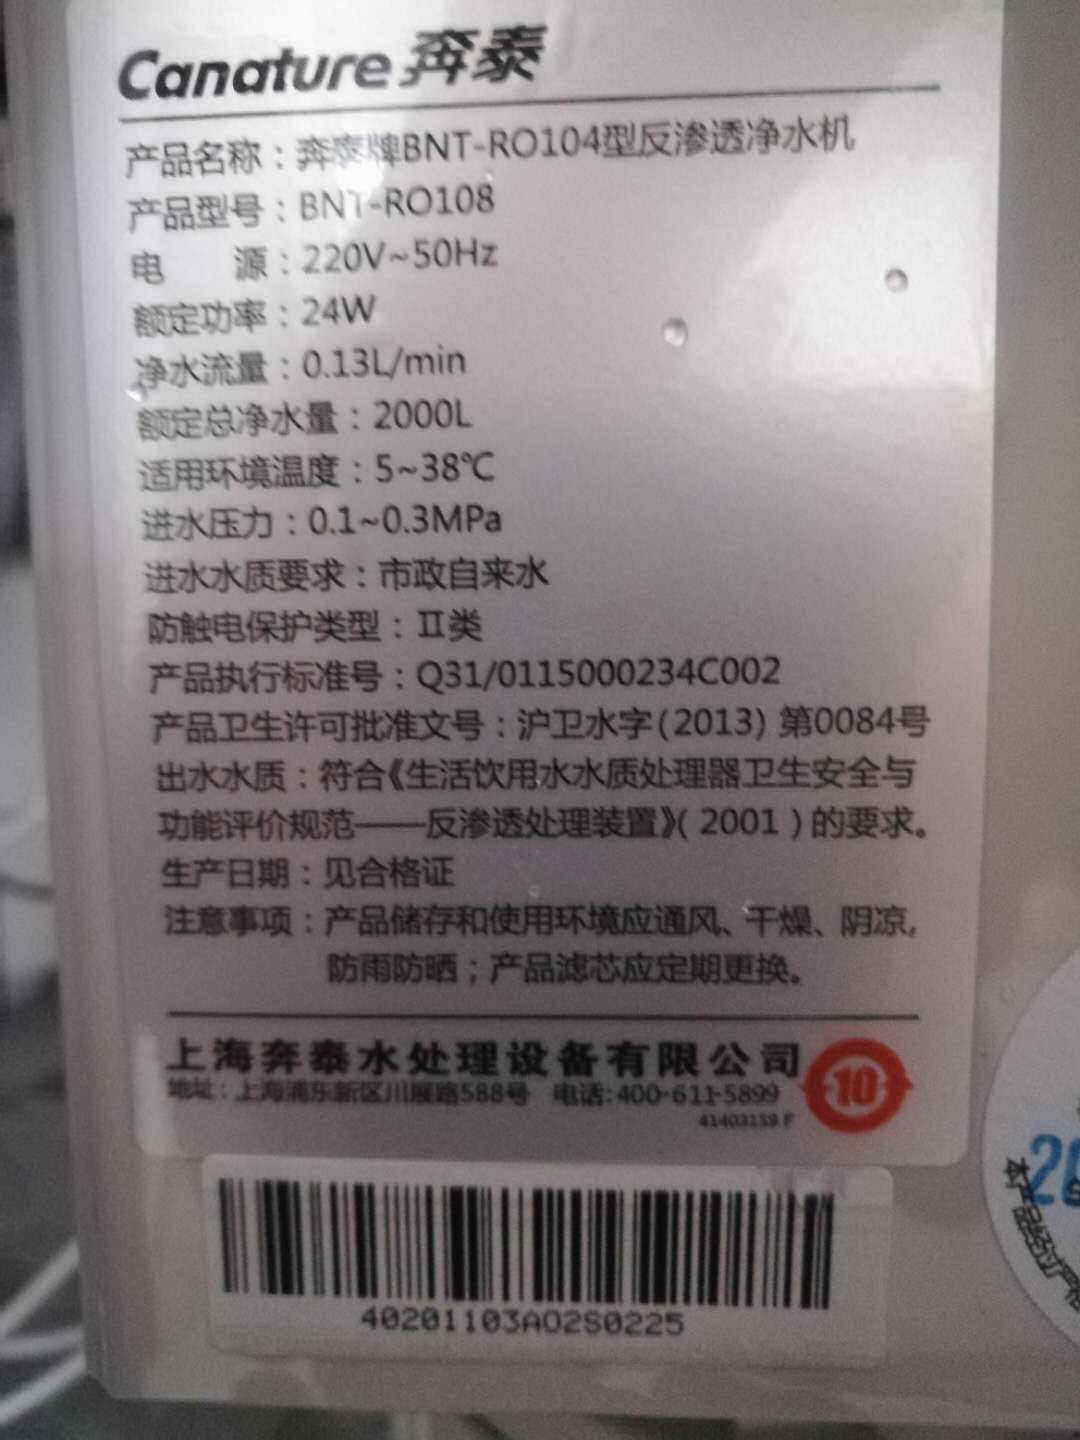 Canature 奔泰
产品名称：奔泰牌BNT-RO104型反渗透净水机
产品型号：BNT-RO108
电 源：220V~50Hz
额定功率：24W
净水流量：0.13L/min
额定总净水量：2000L
适用环境温度：5~38℃
进水压力：0.1~0.3MPa
进水水质要求：市政自来水
防触电保护类型：Ⅱ类
产品执行标准号：Q31/0115000234C002
产品卫生许可批准文号：沪卫水字(2013) 第0084号
出水水质：符合《生活饮用水水质处理器卫生安全与
功能评价规范——反渗透处理装置》(2001)的要求。
生产日期：见合格证
注意事项：产品储存和使用环境应通风、干燥、阴凉,
防雨防晒；产品滤芯应定期更换。
上海奔泰水处理设备有限公司
地址：上海浦东新区川展路588号 电话:400-611-5899
41403159 F
10
40201103A02S0225
本产品经过严